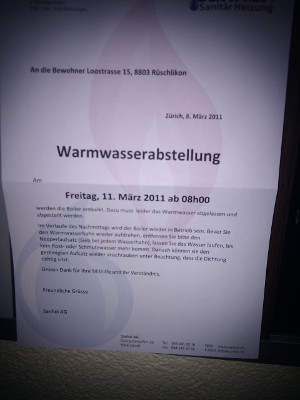 Sanitär Heizung
An die Bewohner Loostrasse 15, 8803 Rüschlikon
Zürich, 8. März 2011
Warmwasserabstellung
Am
Freitag, 11. März 2011 ab 08h00
werden die Boiler entkalkt. Dazu muss leider das Warmwasser abgelassen und
abgestellt werden.
Im Verlaufe des Nachmittags wird der Boiler wieder in Betrieb sein. Bevor Sie
den Warmwasserhahn wieder aufdrehen, entfernen Sie bitte den
Neoperlaufsatz (Sieb bei jedem Wasserhahn), lassen Sie das Wasser laufen, bis
kein Rost- oder Schmutzwasser mehr kommt. Danach können Sie den
gereinigten Aufsatz wieder anschrauben unter Beachtung, dass die Dichtung
richtig sitzt.
Besten Dank für Ihre Mithilfe und Ihr Verständnis.
Freundliche Grüsse
AG